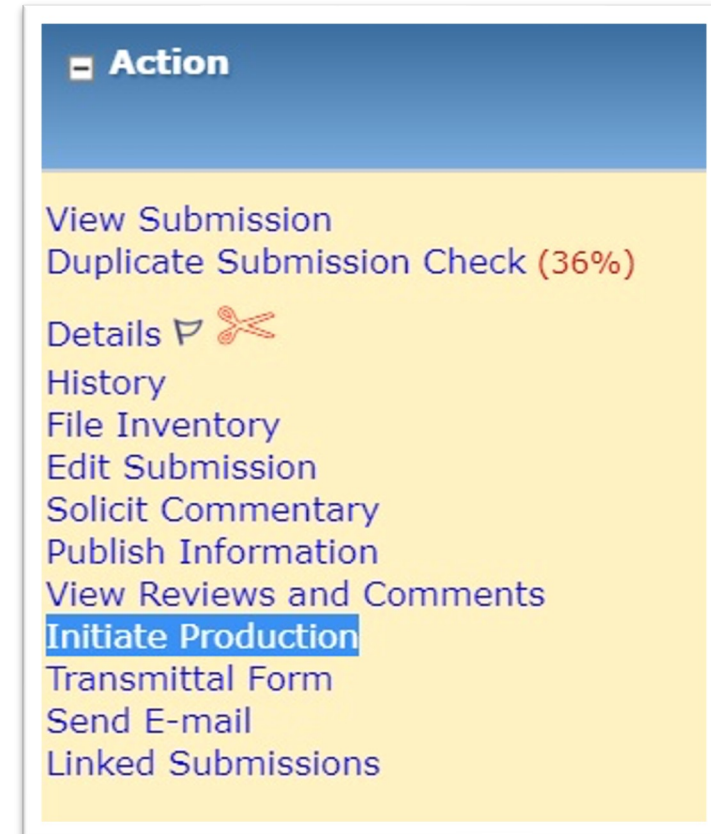 Action
View Submission
Duplicate Submission Check (36%)
Details
History
File Inventory
Edit Submission
Solicit Commentary
Publish Information
View Reviews and Comments
Initiate Production
Transmittal Form
Send E-mail
Linked Submissions